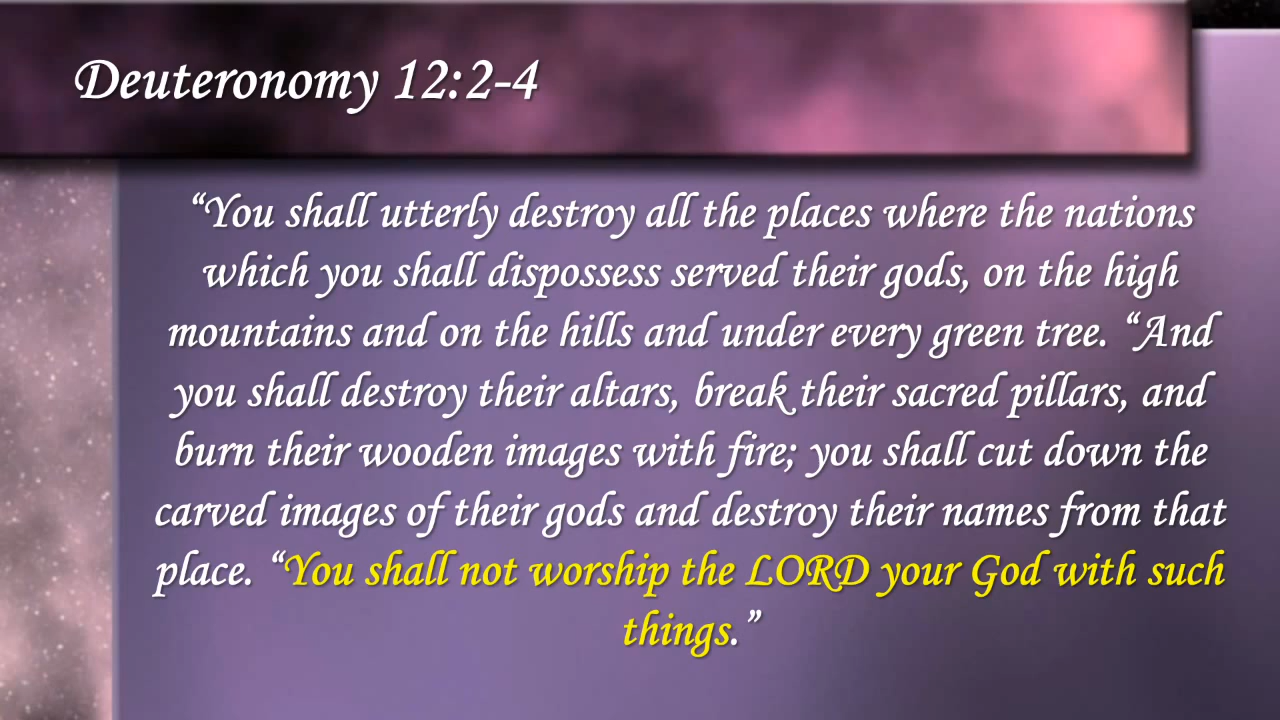 Deuteronomy 12:2-4
“You shall utterly destroy all the places where the nations
which you shall dispossess served their gods, on the high
mountains and on the hills and under every green tree. “And
you shall destroy their altars, break their sacred pillars, and
burn their wooden images with fire; you shall cut down the
carved images of their gods and destroy their names from that
place. “You shall not worship the LORD your God with such
things.”